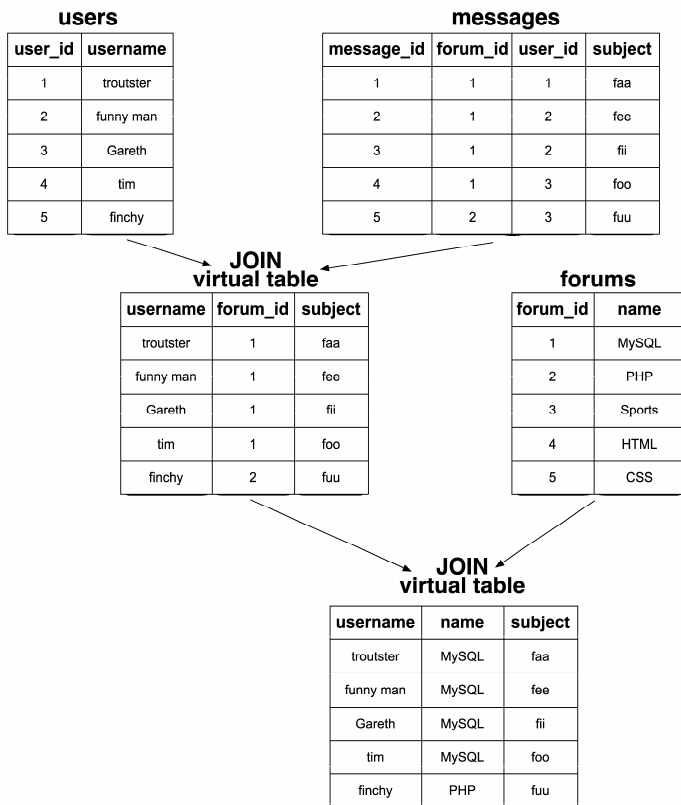 users
user_id username
1 troutster
2 funny man
3 Gareth
4 tim
5 finchy
messages
message_id forum_id user_id subject
1 1 1 faa
2 1 2 fee
3 1 2 fii
4 1 3 foo
5 2 3 fuu
JOIN
virtual table
username forum_id subject
troutster 1 faa
funny man 1 fee
Gareth 1 fii
tim 1 foo
finchy 2 fuu
forums
forum_id name
1 MySQL
2 PHP
3 Sports
4 HTML
5 CSS
JOIN
virtual table
username name subject
troutster MySQL faa
funny man MySQL fee
Gareth MySQL fii
tim MySQL foo
finchy PHP fuu